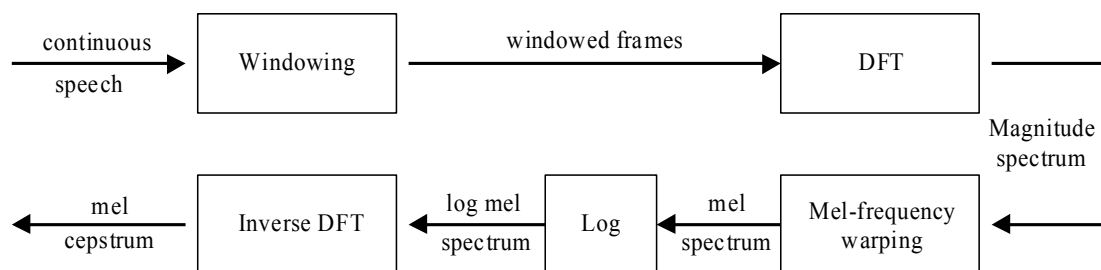 continuous
speech
Windowing
windowed frames
DFT
Magnitude
spectrum
Mel-frequency
warping
mel
spectrum
Log
log mel
spectrum
Inverse DFT
mel
cepstrum